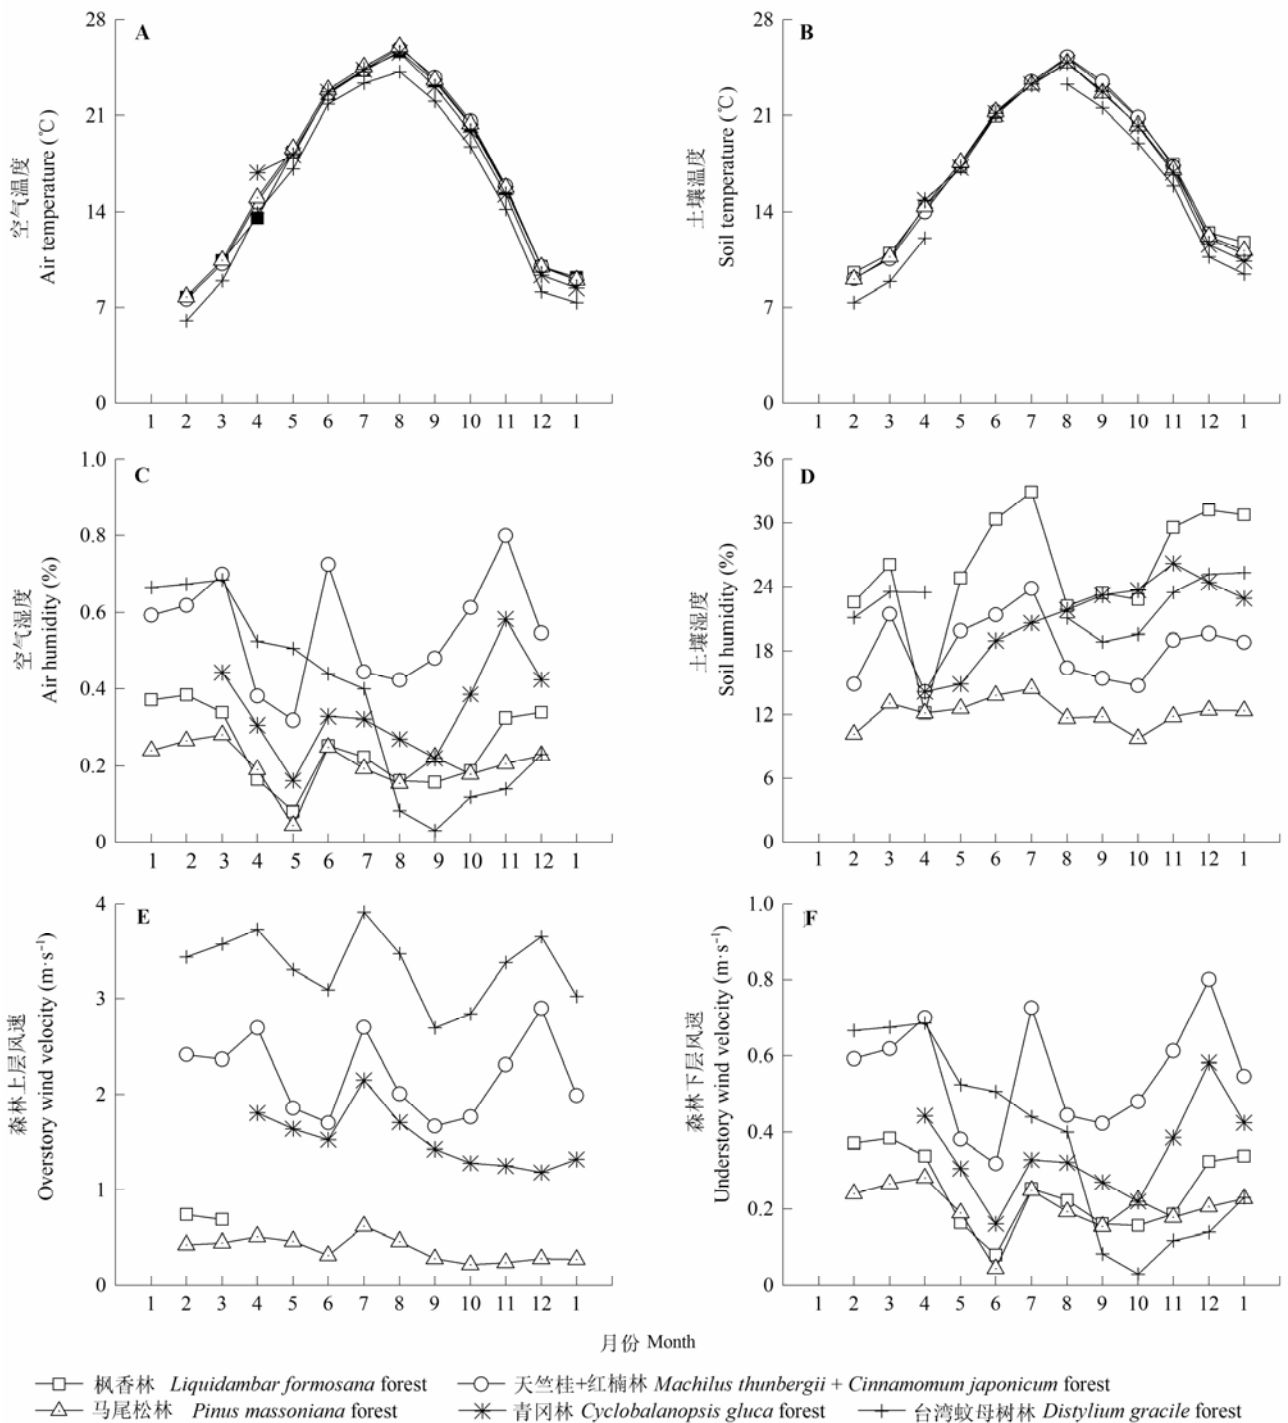 A
空气温度
Air temperature (℃)
28
21
14
7
0
1 2 3 4 5 6 7 8 9 10 11 12 1
B
土壤温度
Soil temperature (℃)
28
21
14
7
0
1 2 3 4 5 6 7 8 9 10 11 12 1
C
空气湿度
Air humidity (%)
1.0
0.8
0.6
0.4
0.2
0
1 2 3 4 5 6 7 8 9 10 11 12 1
D
土壤湿度
Soil humidity (%)
36
30
24
18
12
6
0
1 2 3 4 5 6 7 8 9 10 11 12 1
E
森林上层风速
Overstory wind velocity (m·s⁻¹)
4
3
2
1
0
1 2 3 4 5 6 7 8 9 10 11 12 1
F
森林下层风速
Understory wind velocity (m·s⁻¹)
1.0
0.8
0.6
0.4
0.2
0
1 2 3 4 5 6 7 8 9 10 11 12 1
月份 Month
枫香林 Liquidambar formosana forest
天竺桂+红楠林 Machilus thunbergii + Cinnamomum japonicum forest
马尾松林 Pinus massoniana forest
青冈林 Cyclobalanopsis gluca forest
台湾蚊母树林 Distylium gracile forest